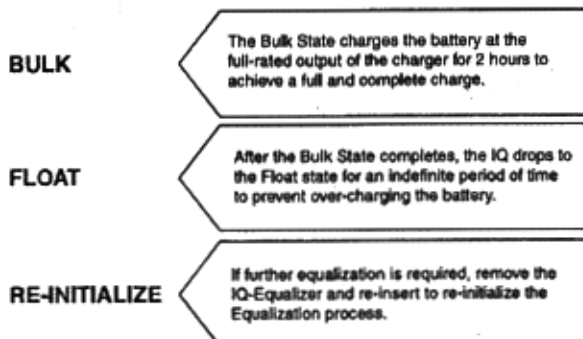 BULK
The Bulk State charges the battery at the
full-rated output of the charger for 2 hours to
achieve a full and complete charge.
FLOAT
After the Bulk State completes, the IQ drops to
the Float state for an indefinite period of time
to prevent over-charging the battery.
RE-INITIALIZE
If further equalization is required, remove the
IQ-Equalizer and re-insert to re-initialize the
Equalization process.